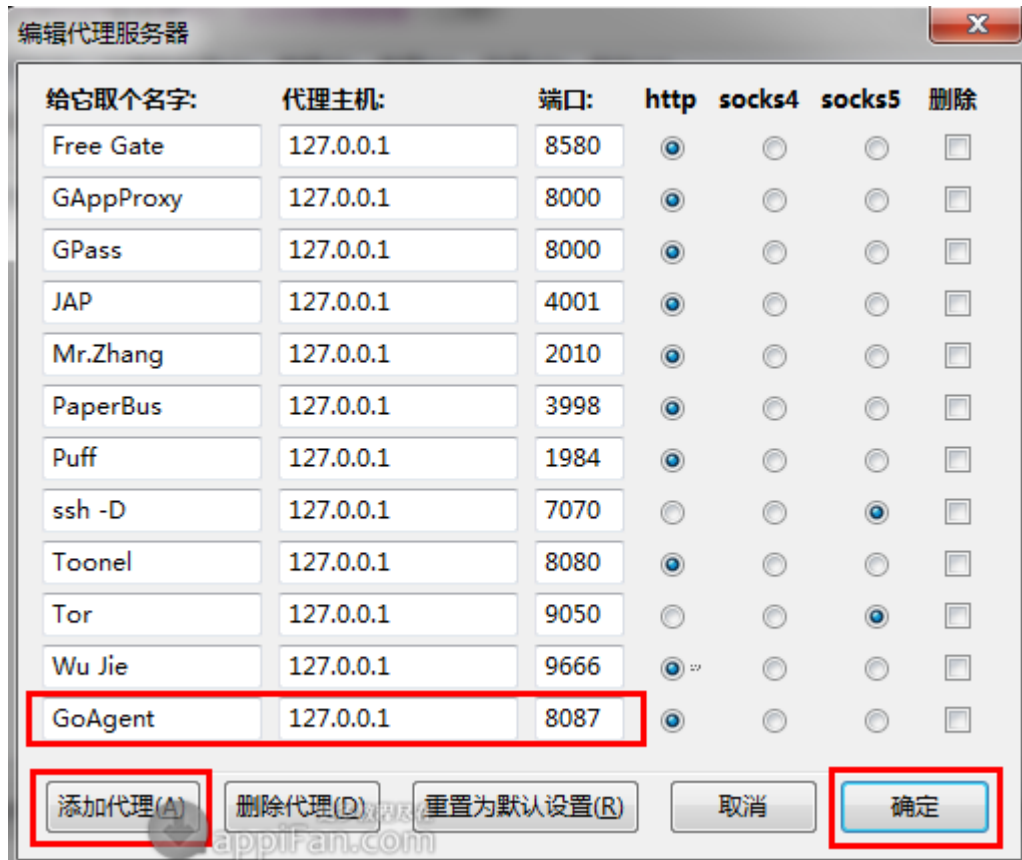 编辑代理服务器
给它取个名字: 代理主机: 端口: http socks4 socks5 删除
Free Gate 127.0.0.1 8580
GAppProxy 127.0.0.1 8000
GPass 127.0.0.1 8000
JAP 127.0.0.1 4001
Mr.Zhang 127.0.0.1 2010
PaperBus 127.0.0.1 3998
Puff 127.0.0.1 1984
ssh -D 127.0.0.1 7070
Toonel 127.0.0.1 8080
Tor 127.0.0.1 9050
Wu Jie 127.0.0.1 9666
GoAgent 127.0.0.1 8087
添加代理(A) 删除代理(D) 重置为默认设置(R) 取消 确定
appiFan.com